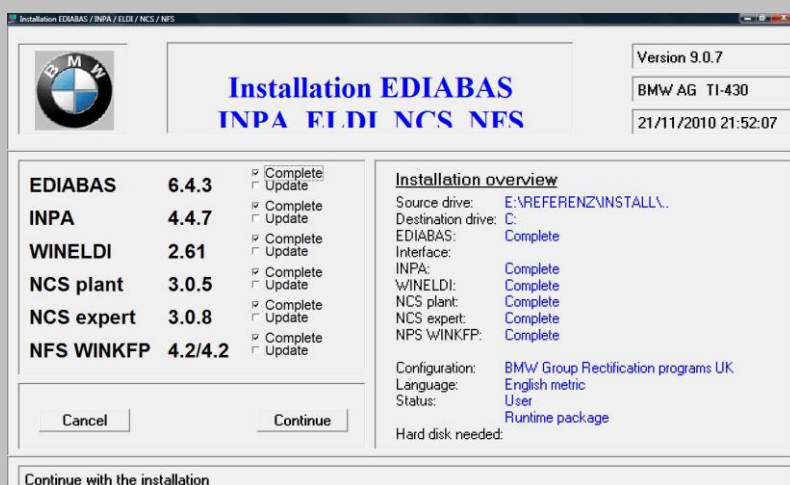 Installation EDIABAS / INPA / ELDI / NCS / NFS
BMW
Installation EDIABAS
INPA ELDI NCS NFS
Version 9.0.7
BMW AG TI-430
21/11/2010 21:52:07
EDIABAS 6.4.3 Complete
Update
INPA 4.4.7 Complete
Update
WINELDI 2.61 Complete
Update
NCS plant 3.0.5 Complete
Update
NCS expert 3.0.8 Complete
Update
NFS WINKFP 4.2/4.2 Complete
Update
Cancel Continue
Installation overview
Source drive: E:\REFERENZ\INSTALL\..
Destination drive: C:
EDIABAS: Complete
Interface:
INPA: Complete
WINELDI: Complete
NCS plant: Complete
NCS expert: Complete
NPS WINKFP: Complete
Configuration: BMW Group Rectification programs UK
Language: English metric
Status: User
Runtime package
Hard disk needed:
Continue with the installation